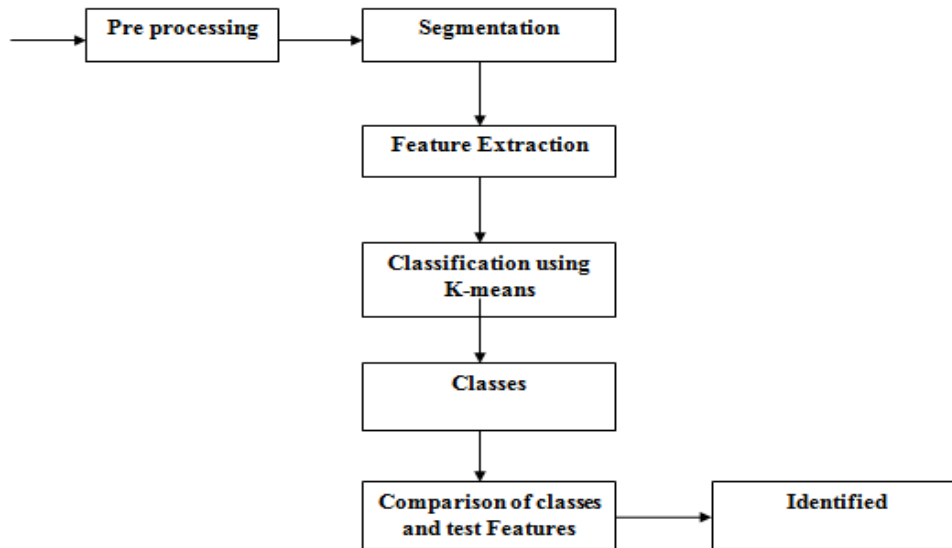 Pre processing
Segmentation
Feature Extraction
Classification using
K-means
Classes
Comparison of classes
and test Features
Identified